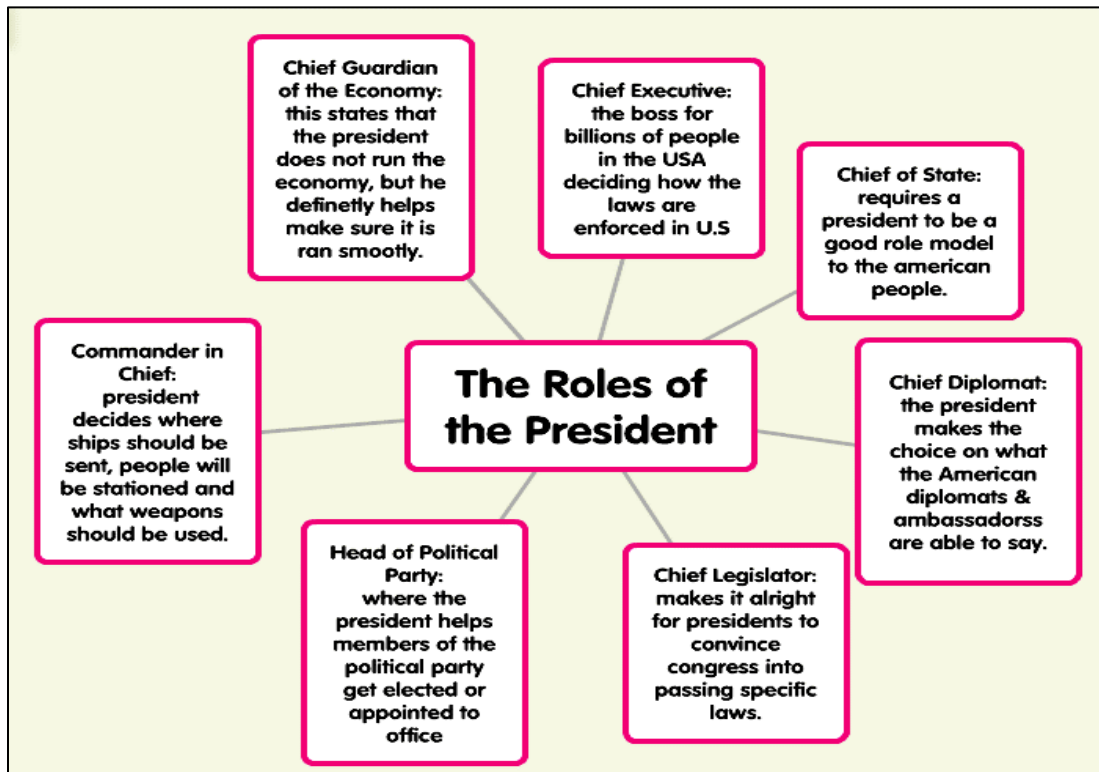 The Roles of
the President
Chief Guardian
of the Economy:
this states that
the president
does not run the
economy, but he
definetly helps
make sure it is
ran smootly.
Chief Executive:
the boss for
billions of people
in the USA
deciding how the
laws are
enforced in U.S
Chief of State:
requires a
president to be a
good role model
to the american
people.
Chief Diplomat:
the president
makes the
choice on what
the American
diplomats &
ambassadorss
are able to say.
Chief Legislator:
makes it alright
for presidents to
convince
congress into
passing specific
laws.
Head of Political
Party:
where the
president helps
members of the
political party
get elected or
appointed to
office
Commander in
Chief:
president
decides where
ships should be
sent, people will
be stationed and
what weapons
should be used.